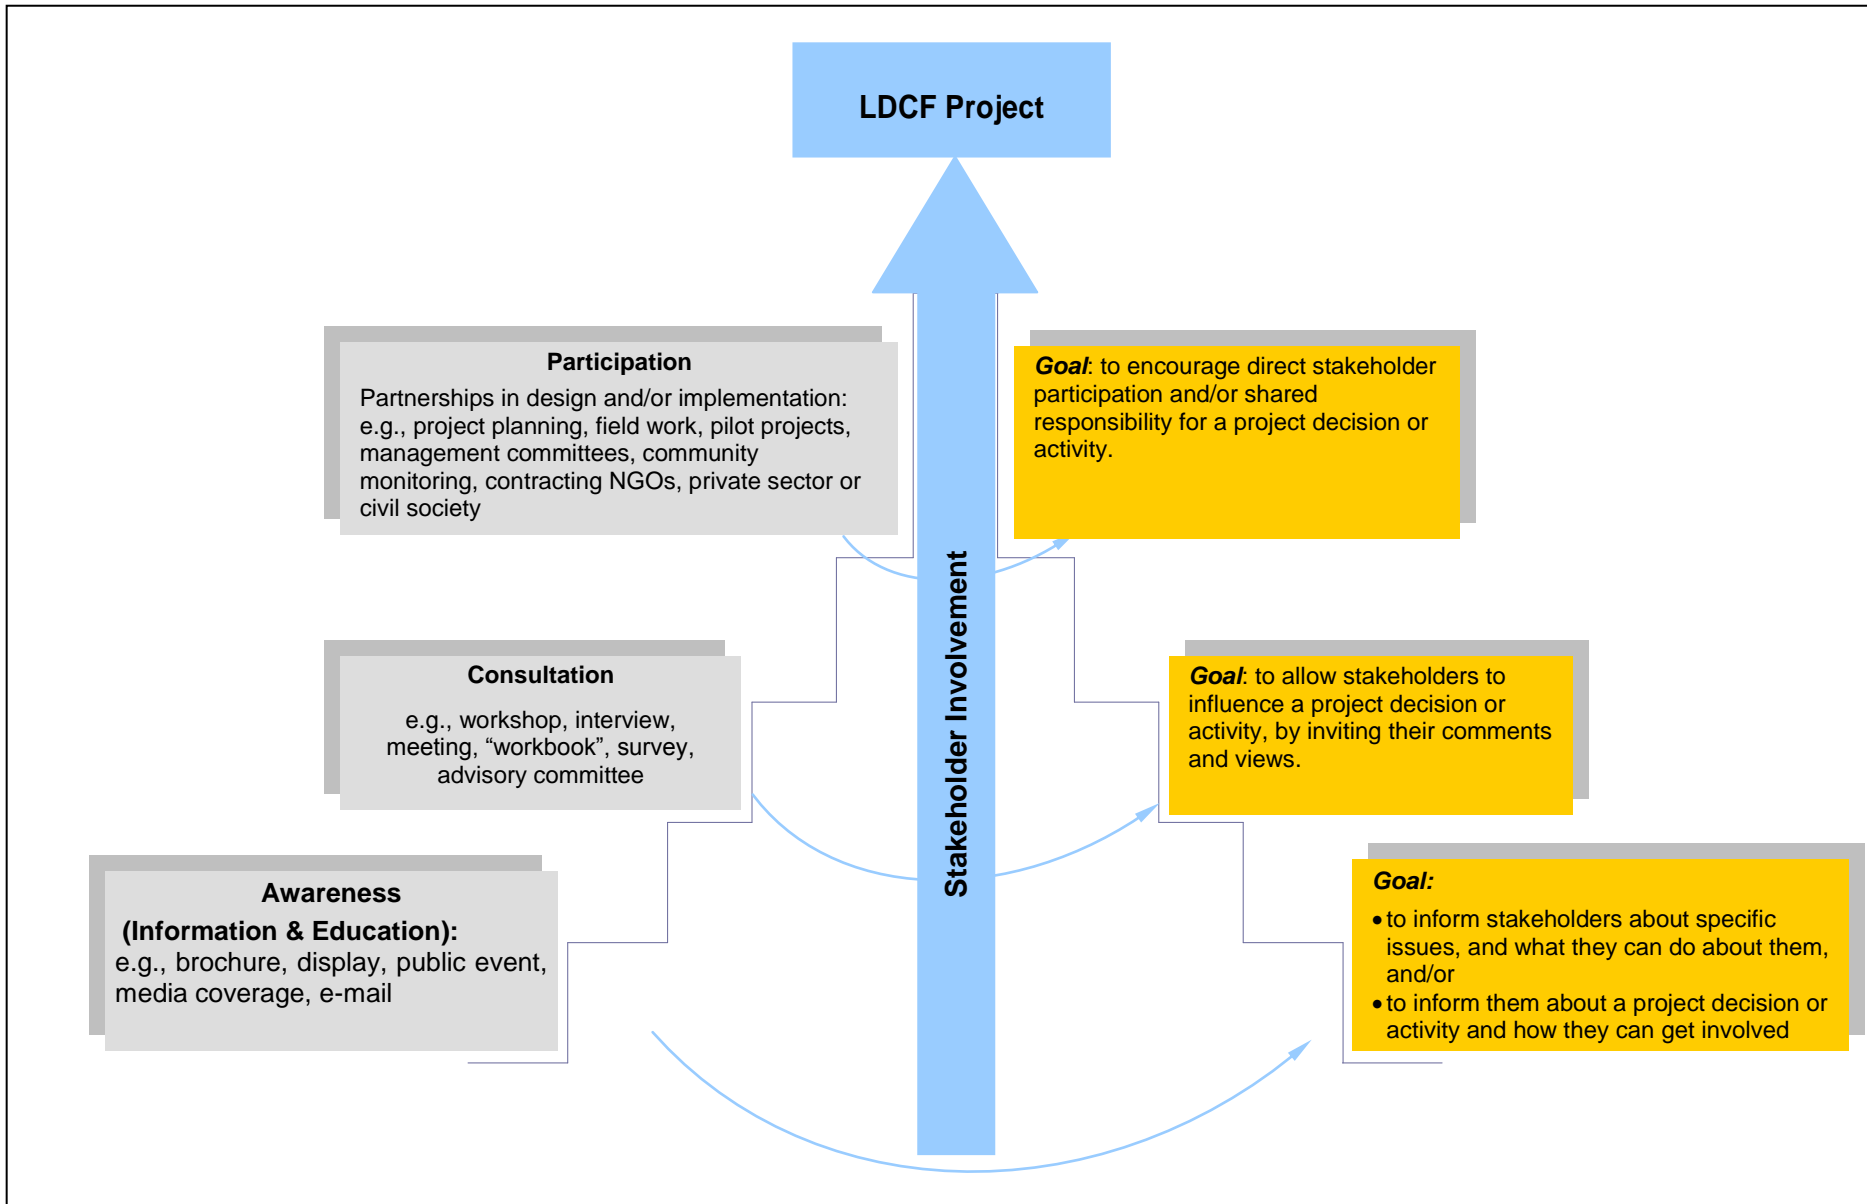 LDCF Project
Participation
Partnerships in design and/or implementation:
e.g., project planning, field work, pilot projects,
management committees, community
monitoring, contracting NGOs, private sector or
civil society
Goal: to encourage direct stakeholder
participation and/or shared
responsibility for a project decision or
activity.
Stakeholder Involvement
Consultation
e.g., workshop, interview,
meeting, “workbook”, survey,
advisory committee
Goal: to allow stakeholders to
influence a project decision or
activity, by inviting their comments
and views.
Awareness
(Information & Education):
e.g., brochure, display, public event,
media coverage, e-mail
Goal:
• to inform stakeholders about specific
issues, and what they can do about them,
and/or
• to inform them about a project decision or
activity and how they can get involved